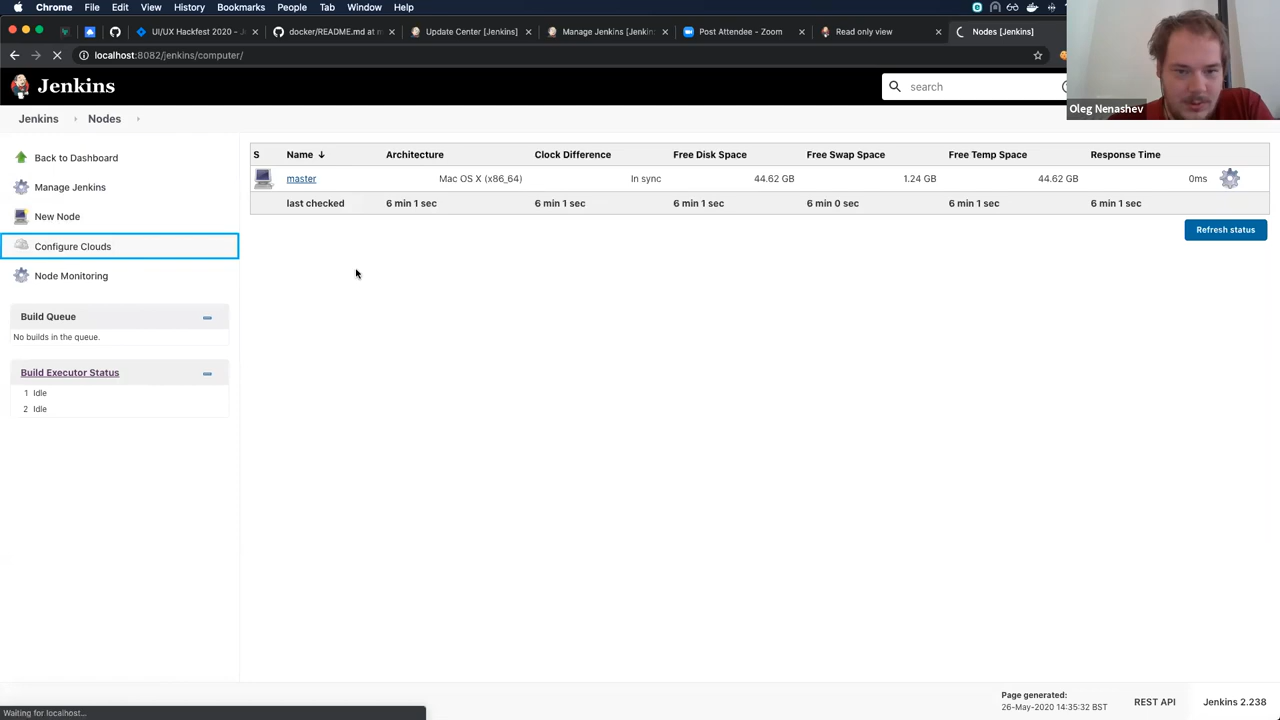 Chrome File Edit View History Bookmarks People Tab Window Help
UI/UX Hackfest 2020 - J
docker/README.md at m
Update Center [Jenkins]
Manage Jenkins [Jenkin
Post Attendee - Zoom
Read only view
Nodes [Jenkins]
localhost:8082/jenkins/computer/
Jenkins
search
Oleg Nenashev
Jenkins Nodes
Back to Dashboard
Manage Jenkins
New Node
Configure Clouds
Node Monitoring
Build Queue
No builds in the queue.
Build Executor Status
1 Idle
2 Idle
S Name ↓ Architecture Clock Difference Free Disk Space Free Swap Space Free Temp Space Response Time
master Mac OS X (x86_64) In sync 44.62 GB 1.24 GB 44.62 GB 0ms
last checked 6 min 1 sec 6 min 1 sec 6 min 1 sec 6 min 0 sec 6 min 1 sec 6 min 1 sec
Refresh status
Page generated:
26-May-2020 14:35:32 BST
REST API
Jenkins 2.238
Waiting for localhost...